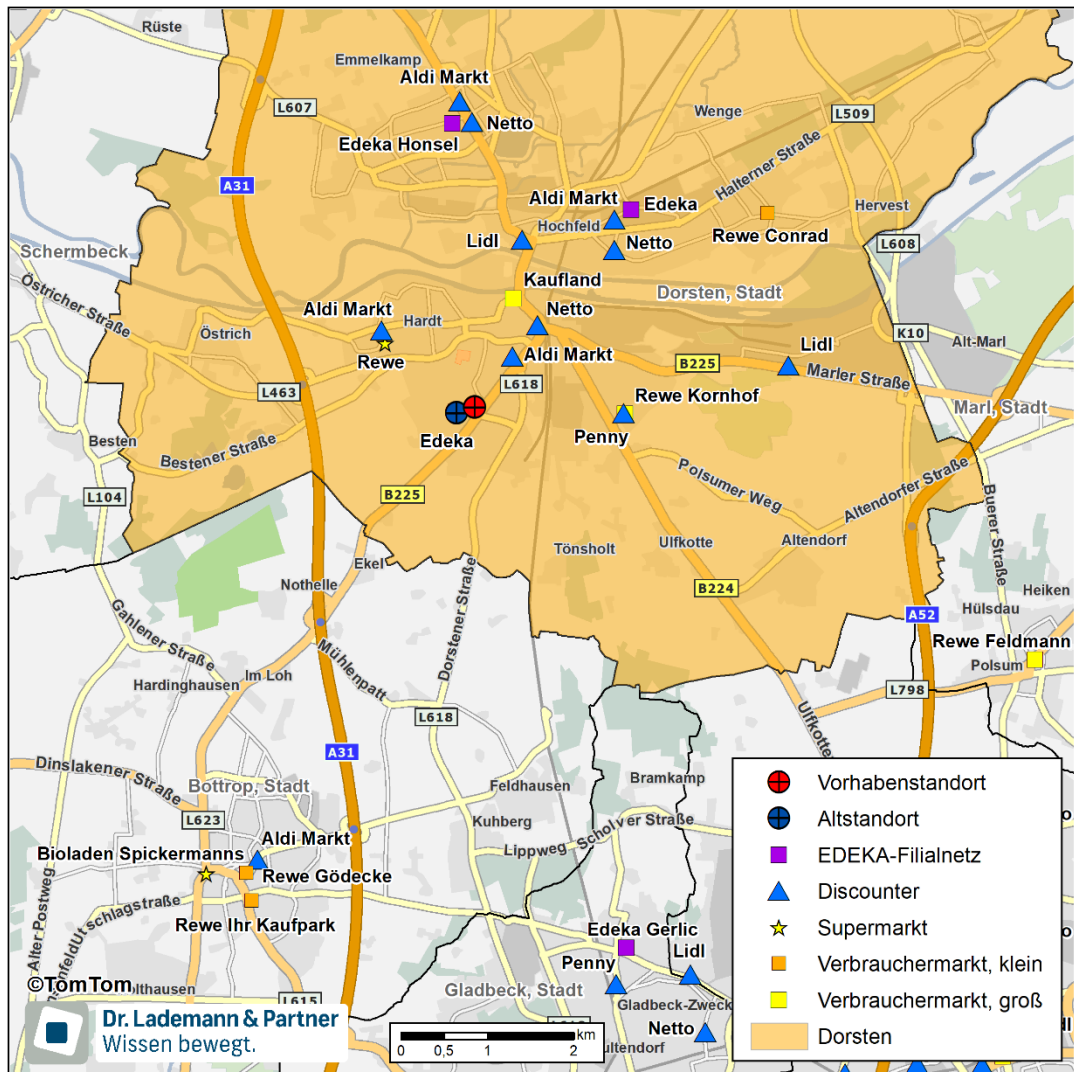 Rüste
Emmelkamp
Aldi Markt
L607
Netto
Wenge
L509
Edeka Honsel
Halterner Straße
A31
Aldi Markt
Edeka
Hervest
Hochfeld
Schermbeck
Lidl
Netto
Rewe Conrad
L608
Östricher Straße
Kaufland
Dorsten, Stadt
Aldi Markt
Hardt
Netto
Östrich
K10
Alt-Marl
Rewe
Aldi Markt
Lidl
B225
Marler Straße
L463
L618
Rewe Kornhof
Marl, Stadt
Besten
Bestener Straße
Edeka
Penny
L104
B225
Polsumer Weg
Altendorfer Straße
Buerer Straße
Tönsholt
Ulfkotte
Altendorf
Ekel
Nothelle
B224
Heiken
Gahlener Straße
Dorstener Straße
A52
Hülsdau
Mühlenpatt
Rewe Feldmann
Im Loh
Polsum
Hardinghausen
L798
L618
Ulfkotte
A31
Dinslakener Straße
Bottrop, Stadt
Feldhausen
Bramkamp
L623
Kuhberg
Aldi Markt
Bioladen Spickermanns
Lippweg
Rewe Gödecke
Alter Postweg
Rewe Ihr Kaufpark
Edeka Gerlic
Penny
Lidl
Gladbeck, Stadt
Gladbeck-Zweck
L615
Netto
©TomTom
Dr. Lademann & Partner
Wissen bewegt.
km
0 0,5 1 2
Vorhabenstandort
Altstandort
EDEKA-Filialnetz
Discounter
Supermarkt
Verbrauchermarkt, klein
Verbrauchermarkt, groß
Dorsten